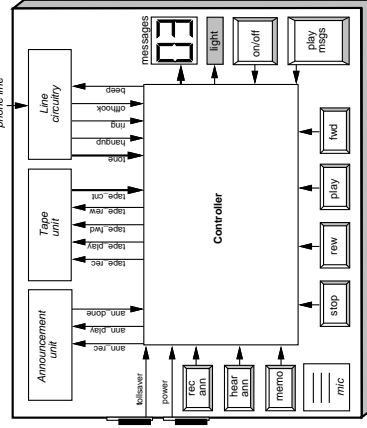 phone line
Line
circuitry
beep
offhook
ring
hangup
tone
Tape
unit
tape_cnt
tape_rew
tape_fwd
tape_play
tape_rec
Announcement
unit
ann_done
ann_play
ann_rec
Controller
messages
03
light
on/off
play
msgs
fwd
play
rew
stop
tollsaver
power
rec
ann
hear
ann
memo
mic